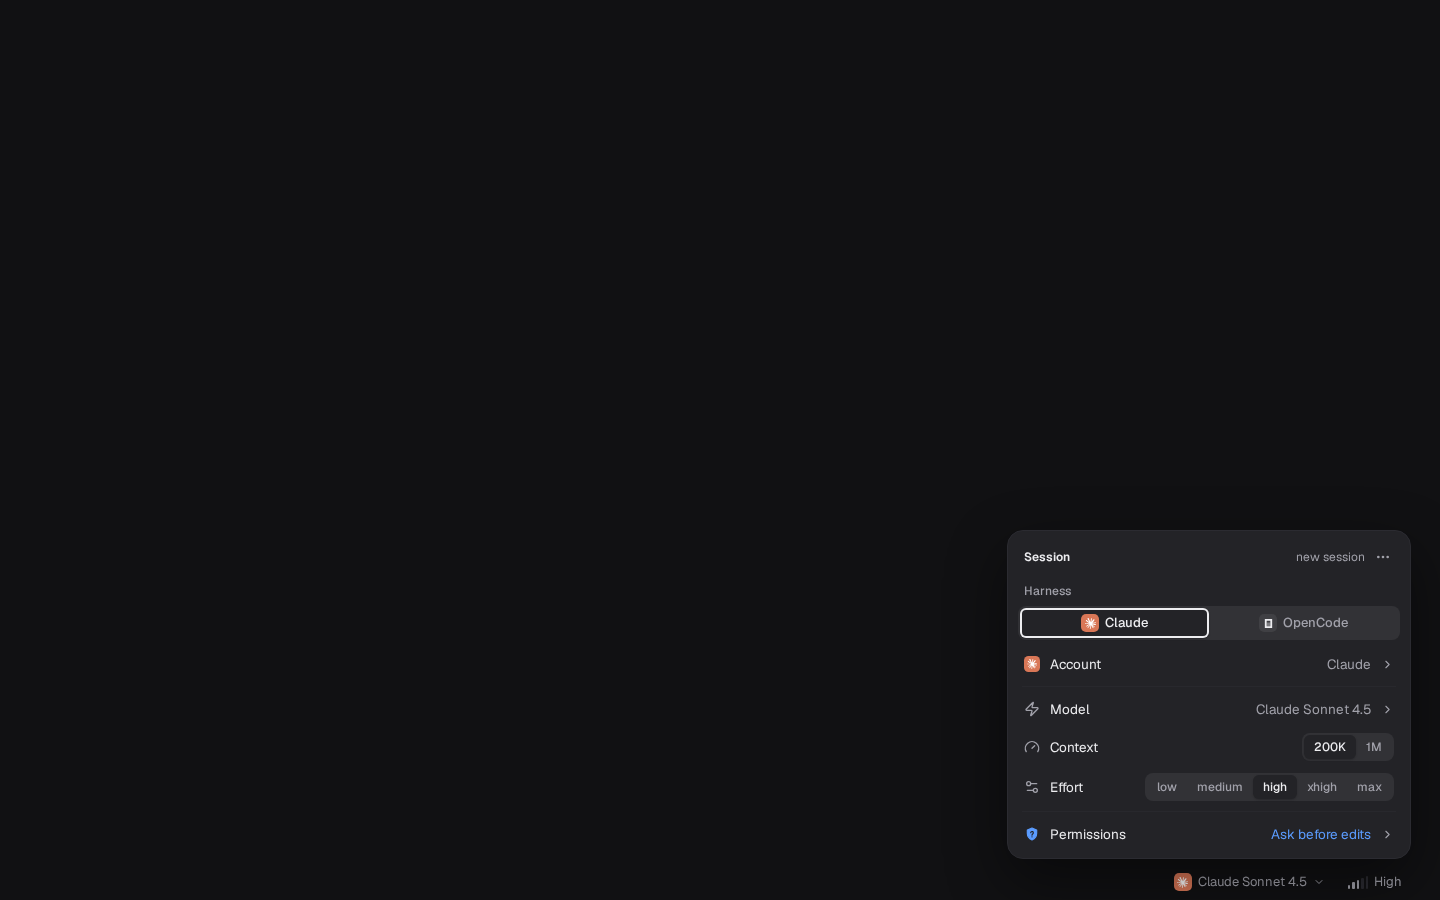 Session new session
Harness
Claude OpenCode
Account Claude
Model Claude Sonnet 4.5
Context 200K 1M
Effort low medium high xhigh max
Permissions Ask before edits
Claude Sonnet 4.5 High